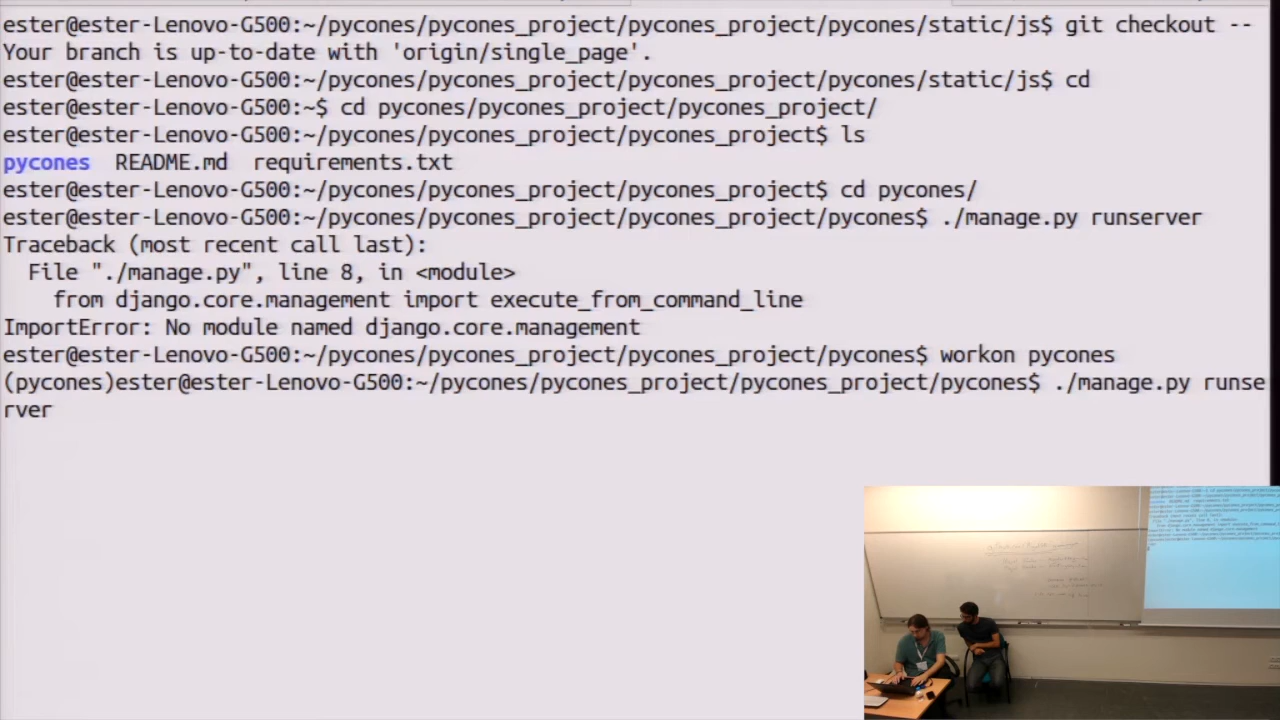 ester@ester-Lenovo-G500:~/pycones/pycones_project/pycones_project/pycones/static/js$ git checkout --
Your branch is up-to-date with 'origin/single_page'.
ester@ester-Lenovo-G500:~/pycones/pycones_project/pycones_project/pycones/static/js$ cd
ester@ester-Lenovo-G500:~$ cd pycones/pycones_project/pycones_project/
ester@ester-Lenovo-G500:~/pycones/pycones_project/pycones_project$ ls
pycones  README.md  requirements.txt
ester@ester-Lenovo-G500:~/pycones/pycones_project/pycones_project$ cd pycones/
ester@ester-Lenovo-G500:~/pycones/pycones_project/pycones_project/pycones$ ./manage.py runserver
Traceback (most recent call last):
  File "./manage.py", line 8, in <module>
    from django.core.management import execute_from_command_line
ImportError: No module named django.core.management
ester@ester-Lenovo-G500:~/pycones/pycones_project/pycones_project/pycones$ workon pycones
(pycones)ester@ester-Lenovo-G500:~/pycones/pycones_project/pycones_project/pycones$ ./manage.py runse
rver